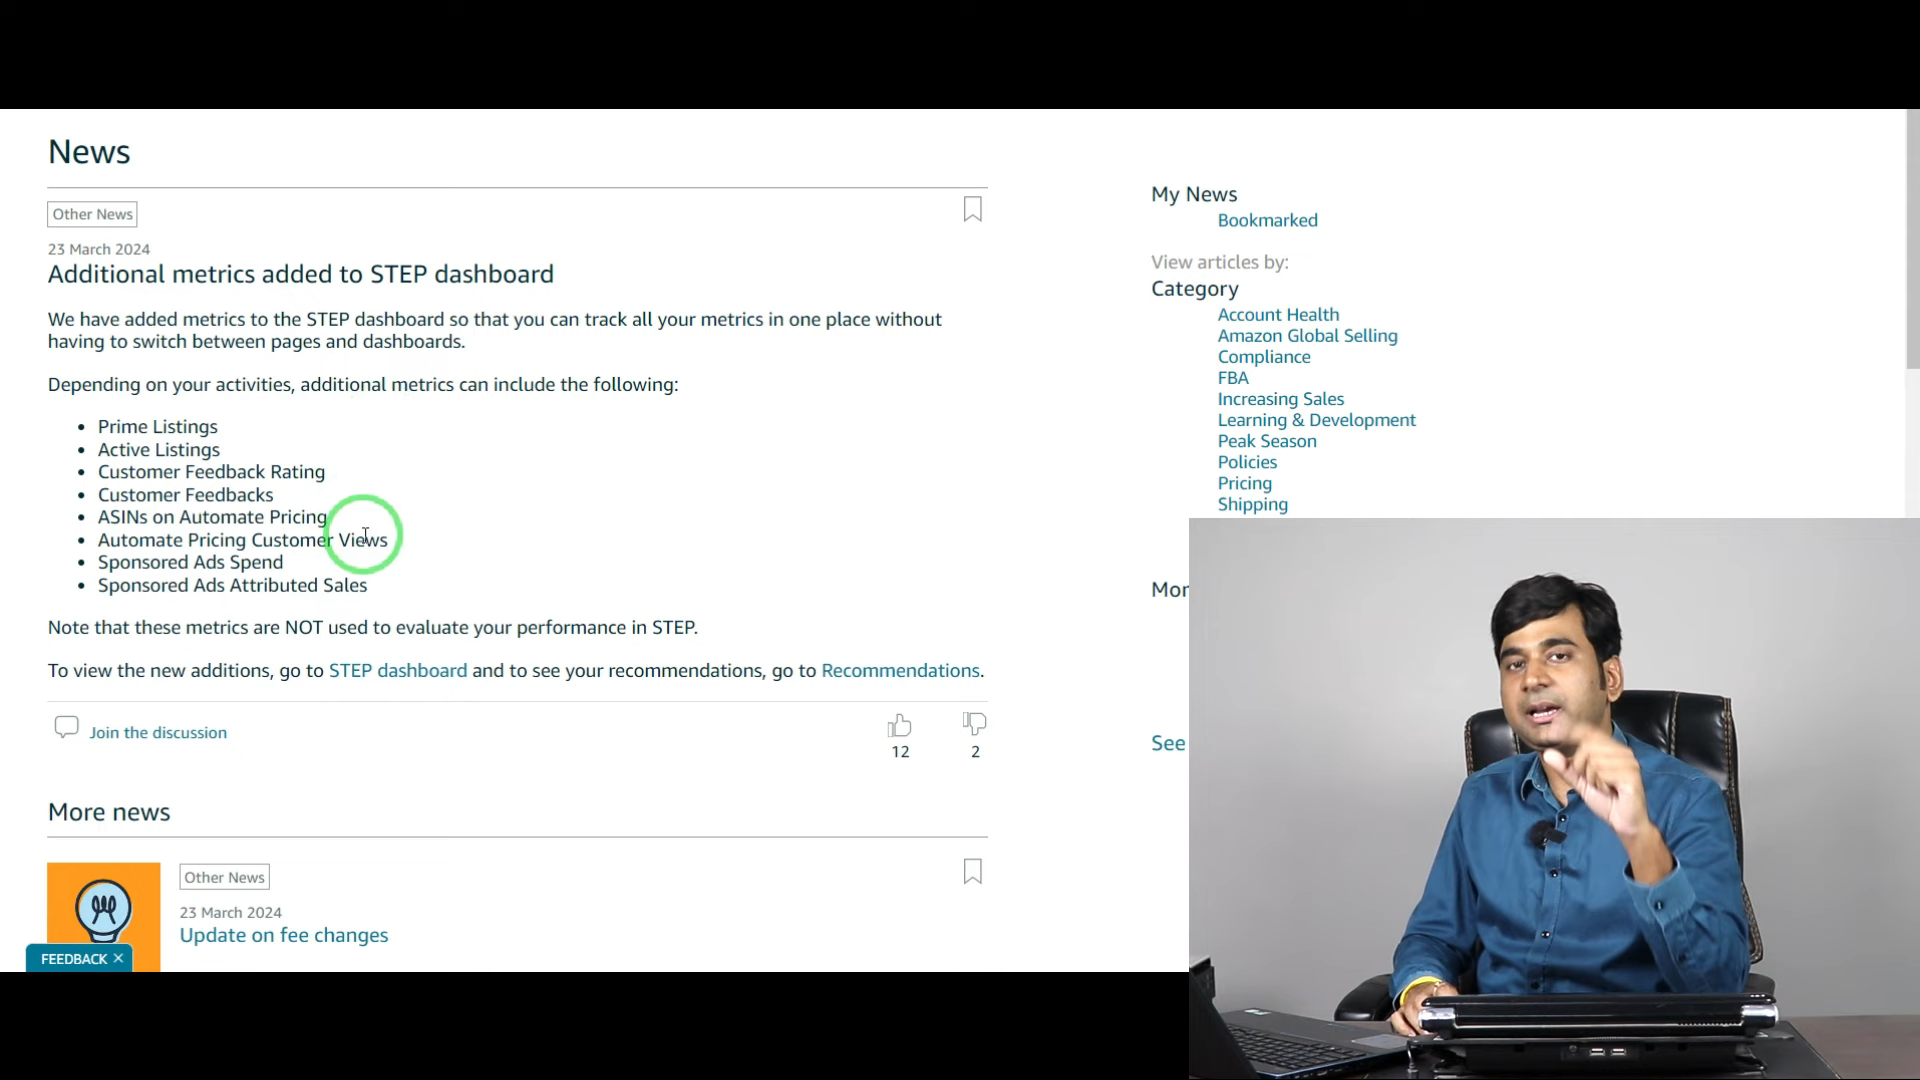 News
Other News
23 March 2024
Additional metrics added to STEP dashboard
We have added metrics to the STEP dashboard so that you can track all your metrics in one place without
having to switch between pages and dashboards.
Depending on your activities, additional metrics can include the following:
Prime Listings
Active Listings
Customer Feedback Rating
Customer Feedbacks
ASINs on Automate Pricing
Automate Pricing Customer Views
Sponsored Ads Spend
Sponsored Ads Attributed Sales
Note that these metrics are NOT used to evaluate your performance in STEP.
To view the new additions, go to STEP dashboard and to see your recommendations, go to Recommendations.
Join the discussion
12
2
More news
Other News
23 March 2024
Update on fee changes
FEEDBACK ×
My News
Bookmarked
View articles by:
Category
Account Health
Amazon Global Selling
Compliance
FBA
Increasing Sales
Learning & Development
Peak Season
Policies
Pricing
Shipping
Mor
See